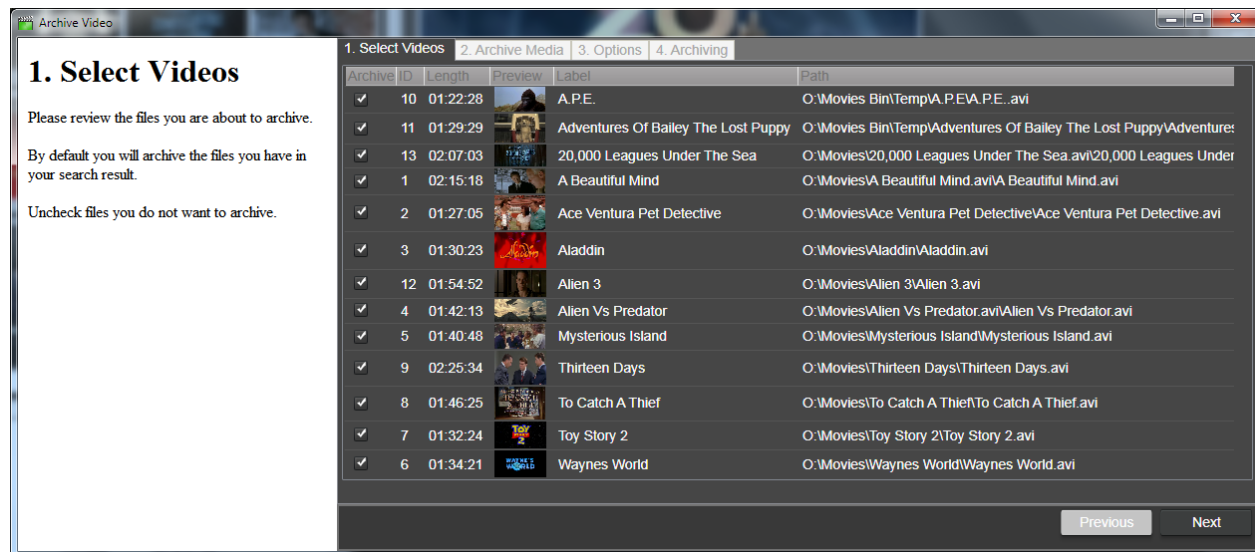 Archive Video
1. Select Videos
Please review the files you are about to archive.
By default you will archive the files you have in
your search result.
Uncheck files you do not want to archive.
1. Select Videos 2. Archive Media 3. Options 4. Archiving
Archive ID Length Preview Label Path
10 01:22:28 A.P.E. O:\Movies Bin\Temp\A.P.E\A.P.E..avi
11 01:29:29 Adventures Of Bailey The Lost Puppy O:\Movies Bin\Temp\Adventures Of Bailey The Lost Puppy\Adventures
13 02:07:03 20,000 Leagues Under The Sea O:\Movies\20,000 Leagues Under The Sea.avi\20,000 Leagues Under
1 02:15:18 A Beautiful Mind O:\Movies\A Beautiful Mind.avi\A Beautiful Mind.avi
2 01:27:05 Ace Ventura Pet Detective O:\Movies\Ace Ventura Pet Detective\Ace Ventura Pet Detective.avi
3 01:30:23 Aladdin Aladdin O:\Movies\Aladdin\Aladdin.avi
12 01:54:52 Alien 3 O:\Movies\Alien 3\Alien 3.avi
4 01:42:13 Alien Vs Predator O:\Movies\Alien Vs Predator.avi\Alien Vs Predator.avi
5 01:40:48 Mysterious Island O:\Movies\Mysterious Island\Mysterious Island.avi
9 02:25:34 Thirteen Days O:\Movies\Thirteen Days\Thirteen Days.avi
8 01:46:25 To Catch A Thief O:\Movies\To Catch A Thief\To Catch A Thief.avi
7 01:32:24 TOY STORY 2 Toy Story 2 O:\Movies\Toy Story 2\Toy Story 2.avi
6 01:34:21 WAYNE'S WORLD Waynes World O:\Movies\Waynes World\Waynes World.avi
Previous Next